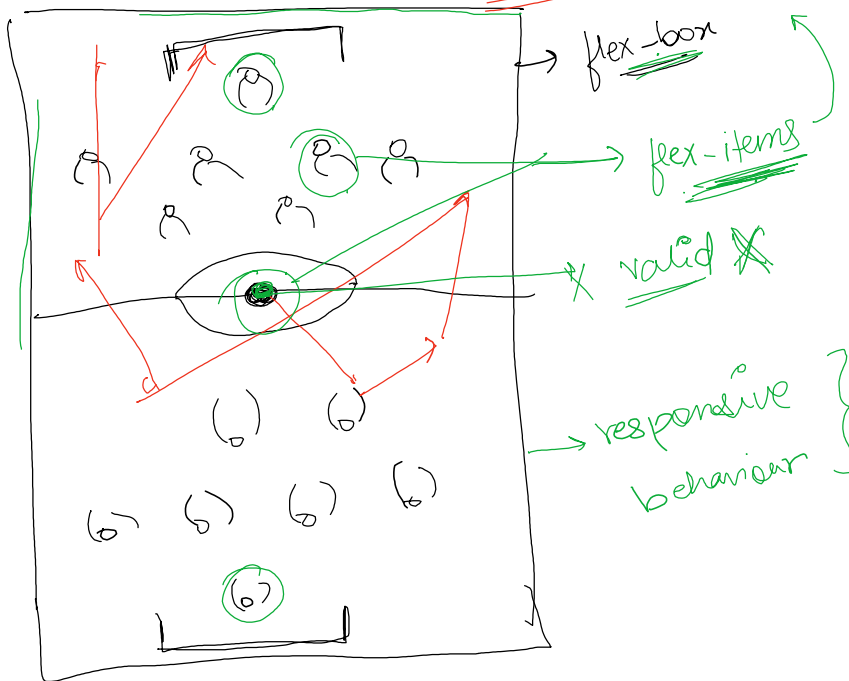 flex-box
flex-items
X valid X
responsive
behaviour